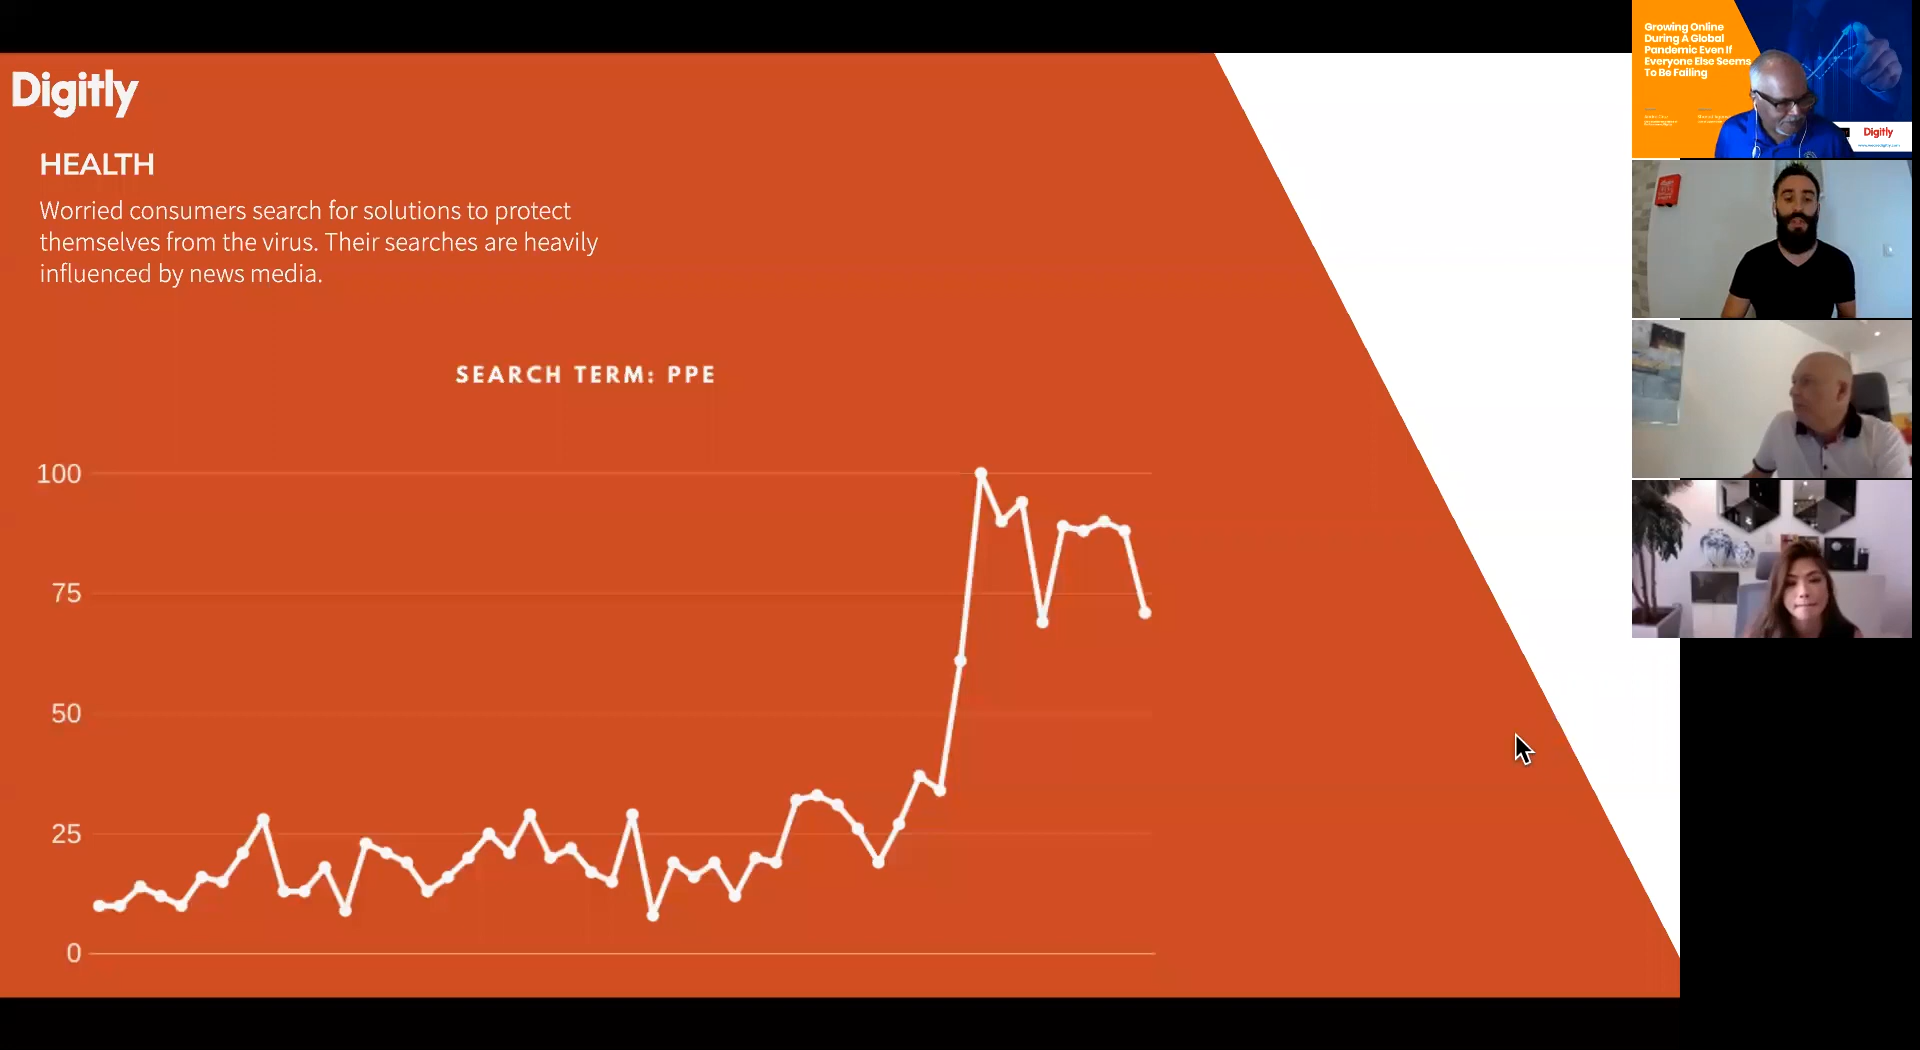 Digitly
HEALTH
Worried consumers search for solutions to protect
themselves from the virus. Their searches are heavily
influenced by news media.
SEARCH TERM: PPE
100
75
50
25
0
Growing Online
During A Global
Pandemic Even If
Everyone Else Seems
To Be Failing
Digitly